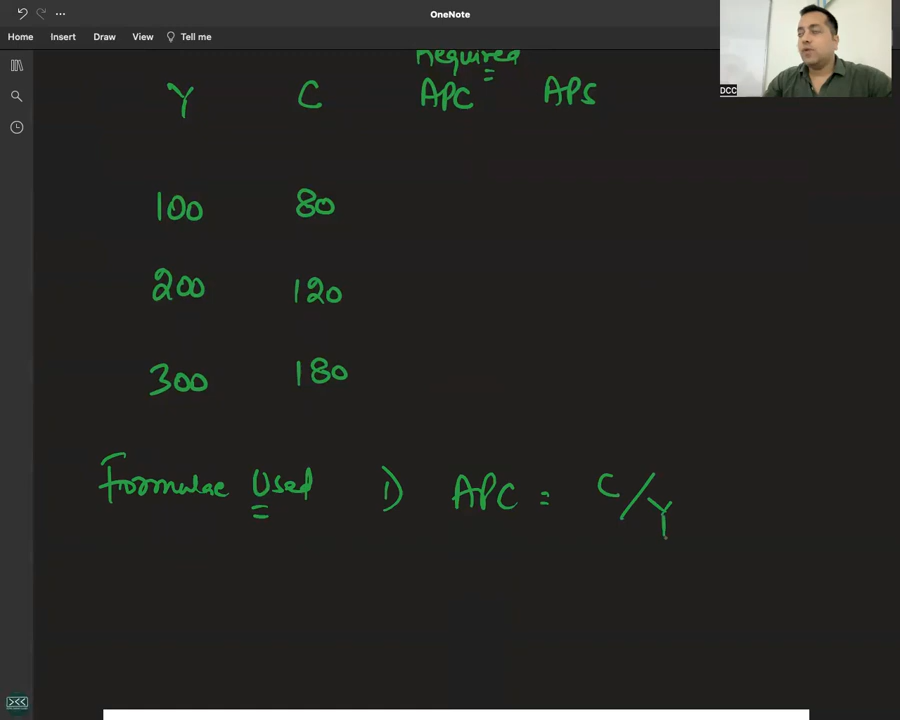 OneNote
Home Insert Draw View Tell me
Required
Y C APC APS
100 80
200 120
300 180
Formulae Used 1) APC = C/Y
DCC